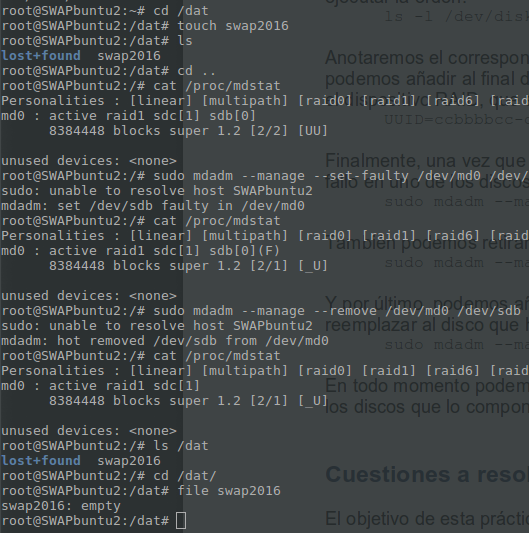 root@SWAPbuntu2:~# cd /dat
root@SWAPbuntu2:/dat# touch swap2016
root@SWAPbuntu2:/dat# ls
lost+found  swap2016
root@SWAPbuntu2:/dat# cd ..
root@SWAPbuntu2:/# cat /proc/mdstat
Personalities : [linear] [multipath] [raid0] [raid1] [raid6] [raid
md0 : active raid1 sdc[1] sdb[0]
      8384448 blocks super 1.2 [2/2] [UU]
unused devices: <none>
root@SWAPbuntu2:/# sudo mdadm --manage --set-faulty /dev/md0 /dev/
sudo: unable to resolve host SWAPbuntu2
mdadm: set /dev/sdb faulty in /dev/md0
root@SWAPbuntu2:/# cat /proc/mdstat
Personalities : [linear] [multipath] [raid0] [raid1] [raid6] [raid
md0 : active raid1 sdc[1] sdb[0](F)
      8384448 blocks super 1.2 [2/1] [_U]
unused devices: <none>
root@SWAPbuntu2:/# sudo mdadm --manage --remove /dev/md0 /dev/sdb
sudo: unable to resolve host SWAPbuntu2
mdadm: hot removed /dev/sdb from /dev/md0
root@SWAPbuntu2:/# cat /proc/mdstat
Personalities : [linear] [multipath] [raid0] [raid1] [raid6] [raid
md0 : active raid1 sdc[1]
      8384448 blocks super 1.2 [2/1] [_U]
unused devices: <none>
root@SWAPbuntu2:/# ls /dat
lost+found  swap2016
root@SWAPbuntu2:/# cd /dat/
root@SWAPbuntu2:/dat# file swap2016
swap2016: empty
root@SWAPbuntu2:/dat#
ls -l /dev/disk
Anotaremos el correspon
podemos añadir al final d
UUID=ccbbbbcc-
Finalmente, una vez que
fallo en uno de los discos
sudo mdadm --ma
También podemos retirar
sudo mdadm --ma
Y por último, podemos añ
reemplazar al disco que h
sudo mdadm --ma
En todo momento podem
los discos que lo compon
Cuestiones a resol
El objetivo de esta práctic